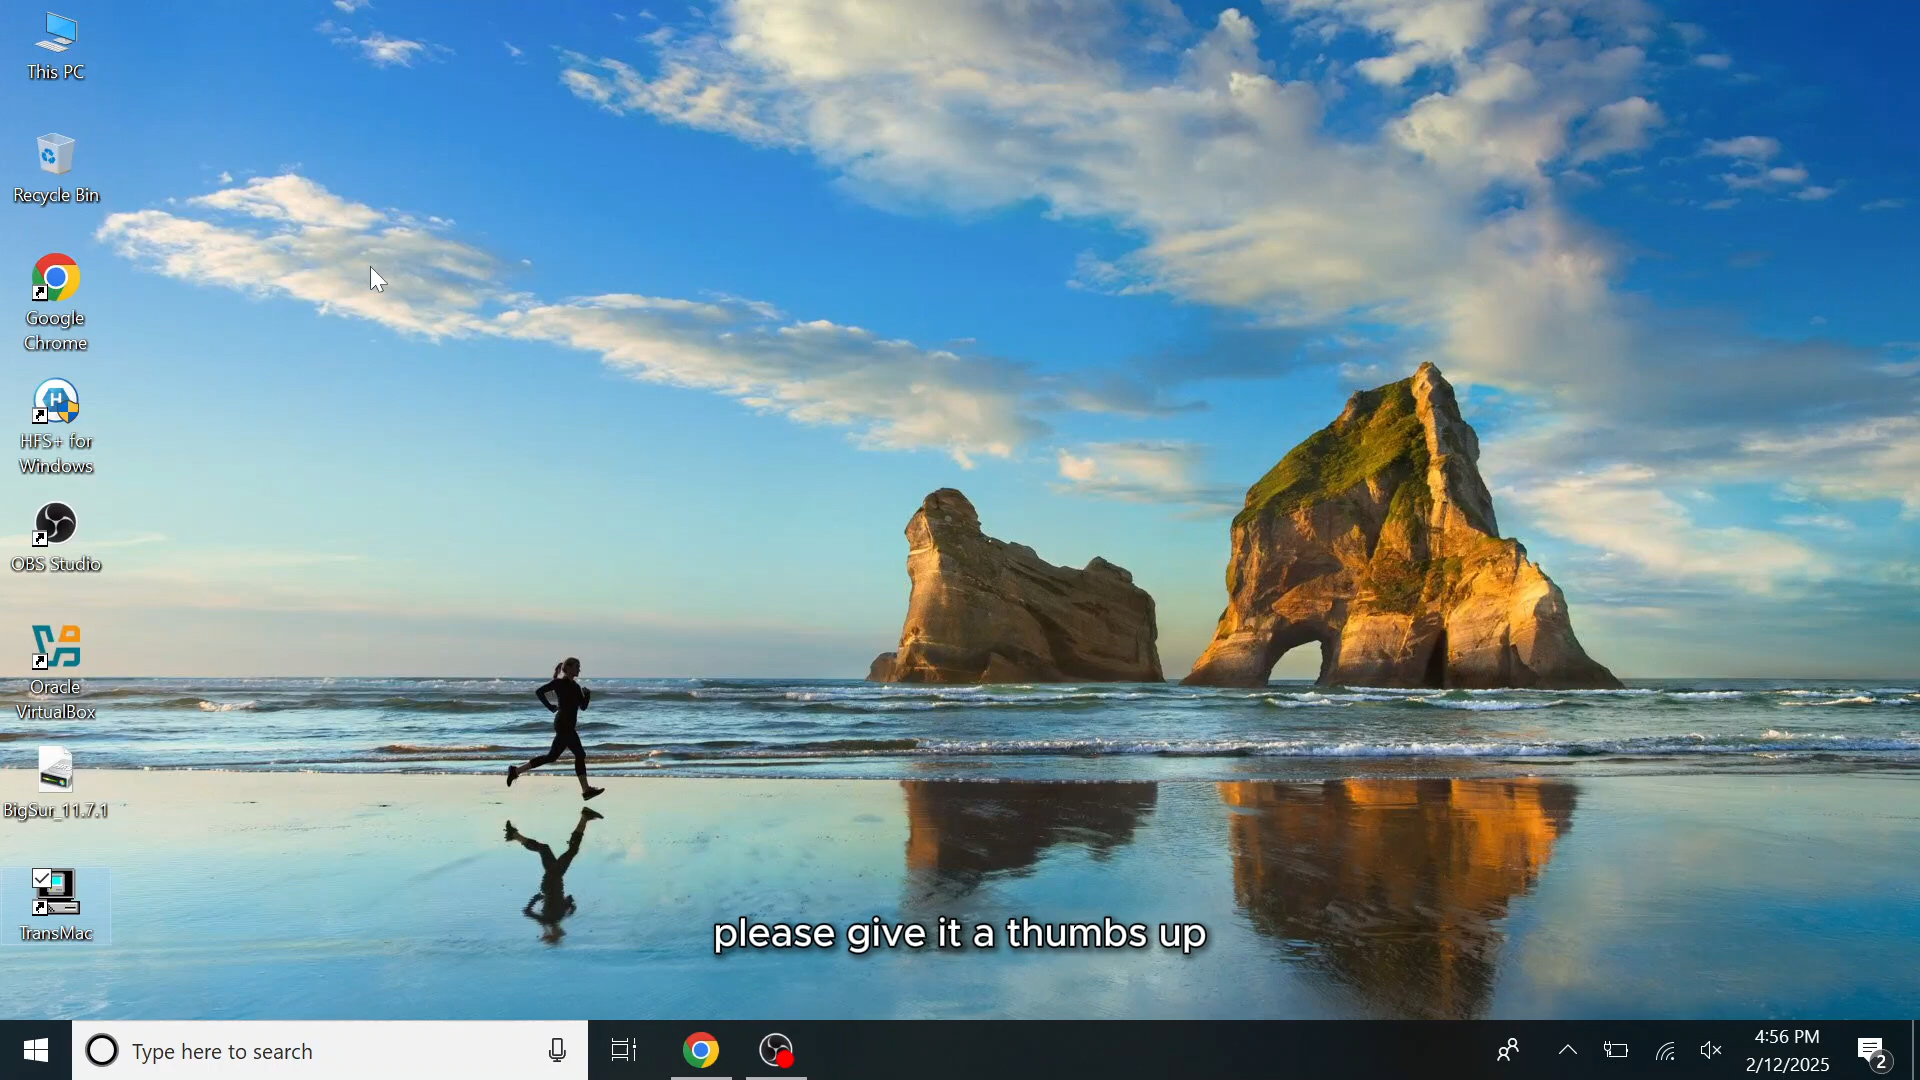 This PC
Recycle Bin
Google
Chrome
HFS+ for
Windows
OBS Studio
Oracle
VirtualBox
BigSur_11.7.1
TransMac
please give it a thumbs up
Type here to search
4:56 PM
2/12/2025
2